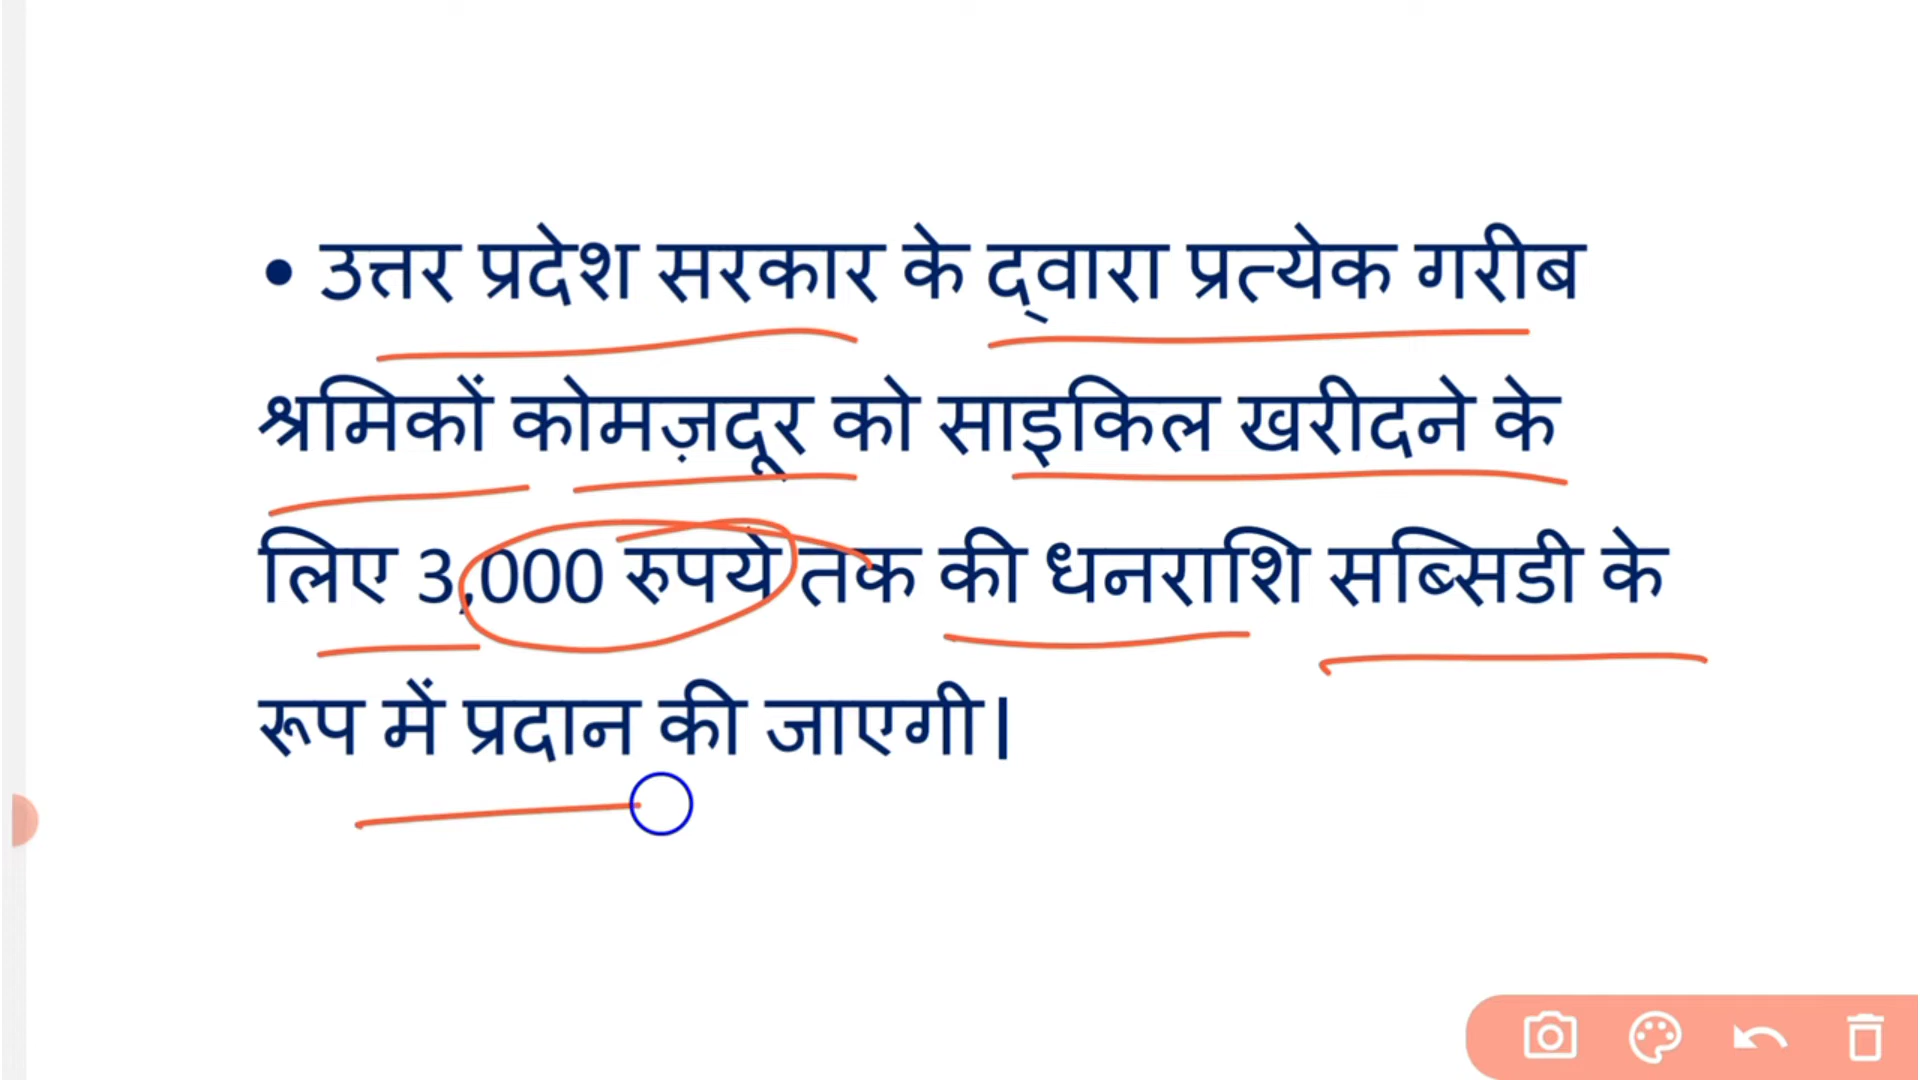 • उत्तर प्रदेश सरकार के द्वारा प्रत्येक गरीब
श्रमिकों कोमज़दूर को साइकिल खरीदने के
लिए 3,000 रुपये तक की धनराशि सब्सिडी के
रूप में प्रदान की जाएगी।